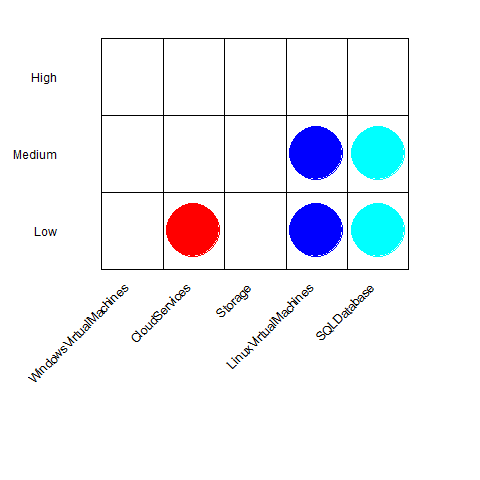 High
Medium
Low
WindowsVirtualMachines
CloudServices
Storage
LinuxVirtualMachines
SQLDatabase